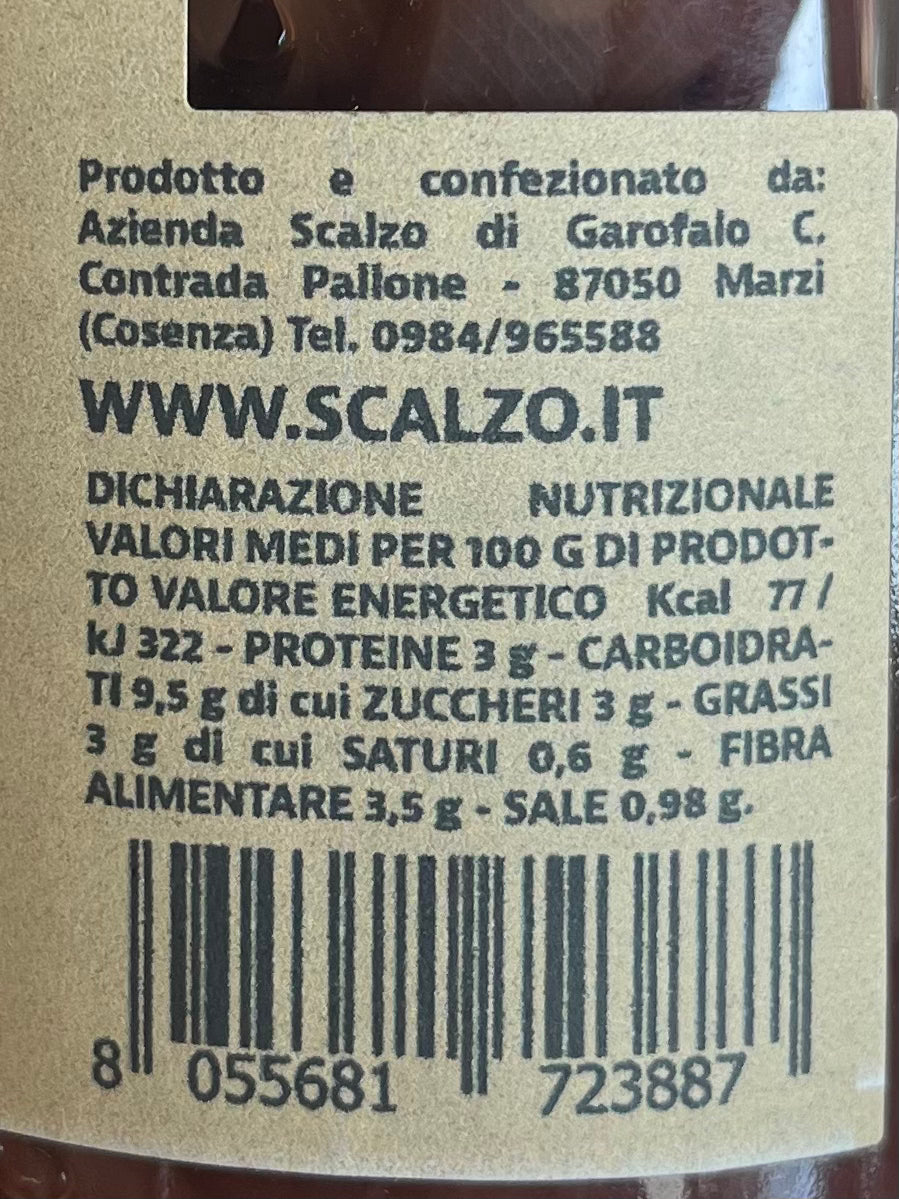 Prodotto e confezionato da:
Azienda Scalzo di Garofalo C.
Contrada Pallone - 87050 Marzi
(Cosenza) Tel. 0984/965588
WWW.SCALZO.IT
DICHIARAZIONE NUTRIZIONALE
VALORI MEDI PER 100 G DI PRODOT-
TO VALORE ENERGETICO Kcal 77 /
kJ 322 - PROTEINE 3 g - CARBOIDRA-
TI 9,5 g di cui ZUCCHERI 3 g - GRASSI
3 g di cui SATURI 0,6 g - FIBRA
ALIMENTARE 3,5 g - SALE 0,98 g.
8 055681 723887